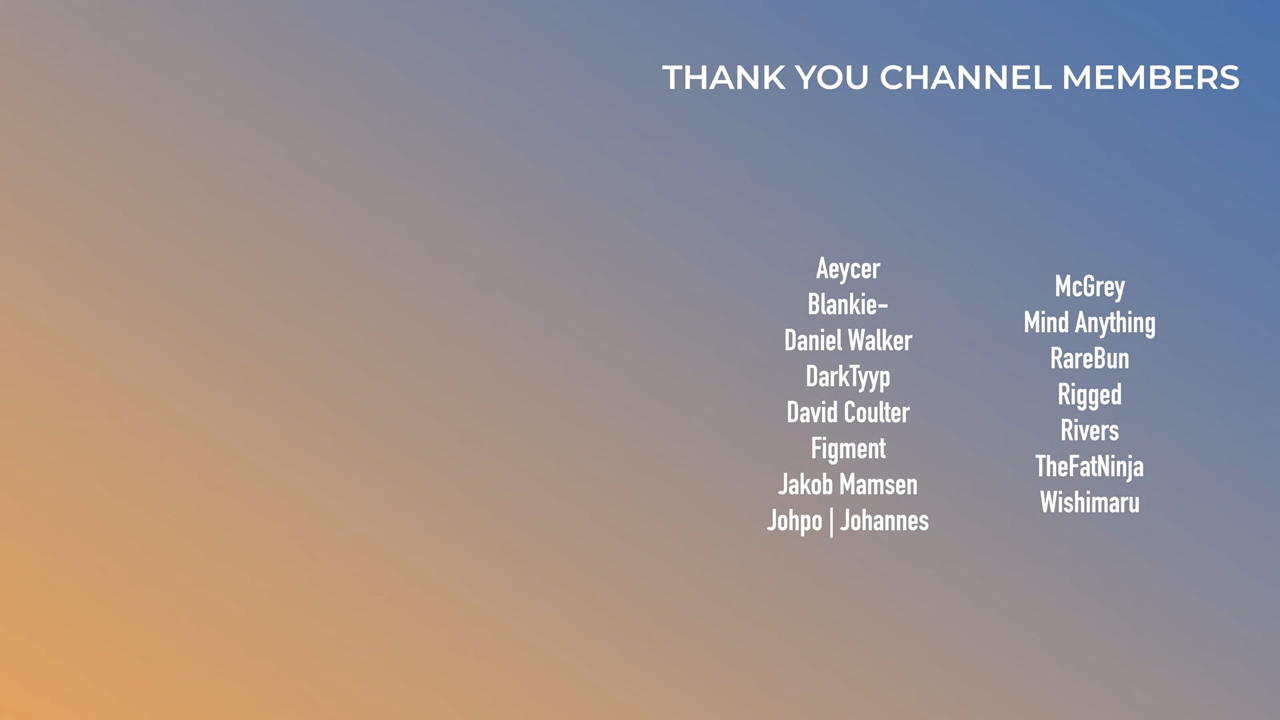 THANK YOU CHANNEL MEMBERS
Aeycer
Blankie-
Daniel Walker
DarkTyyp
David Coulter
Figment
Jakob Mamsen
Johpo | Johannes
McGrey
Mind Anything
RareBun
Rigged
Rivers
TheFatNinja
Wishimaru